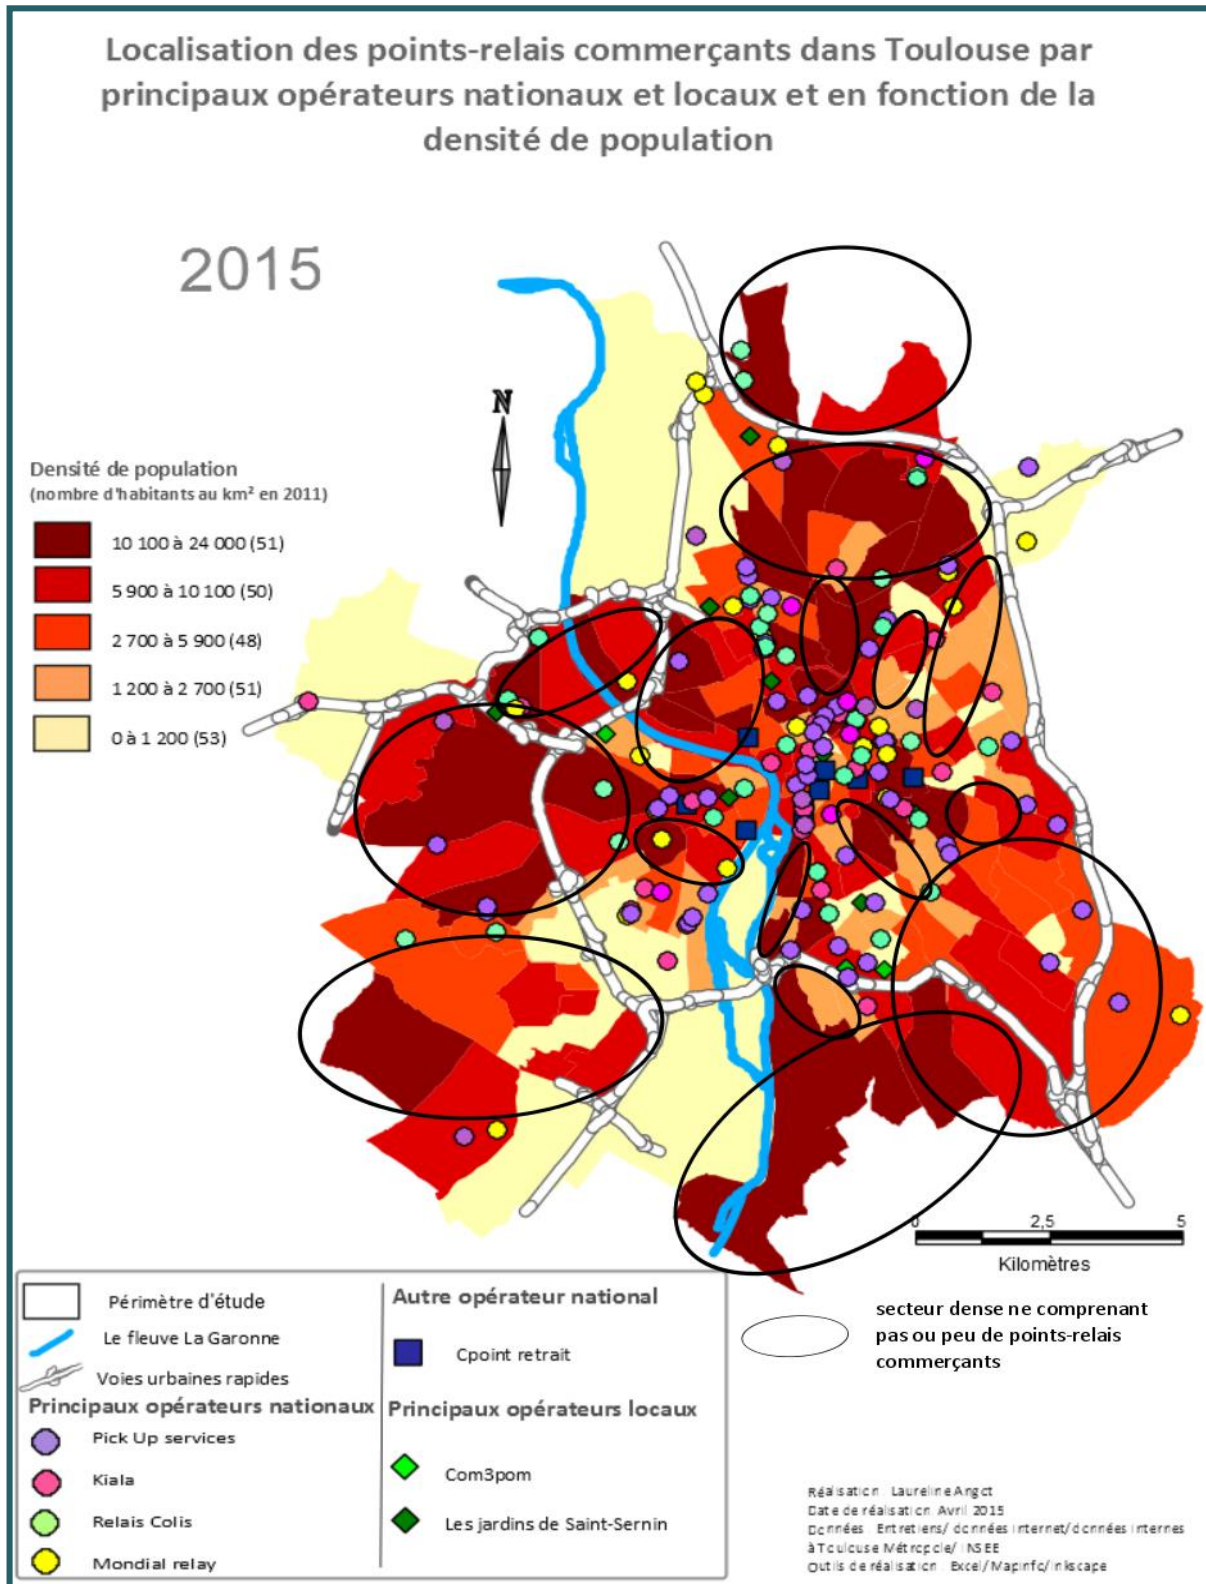 Localisation des points-relais commerçants dans Toulouse par
principaux opérateurs nationaux et locaux et en fonction de la
densité de population
2015
N
Densité de population
(nombre d'habitants au km² en 2011)
10 100 à 24 000 (51)
5 900 à 10 100 (50)
2 700 à 5 900 (48)
1 200 à 2 700 (51)
0 à 1 200 (53)
0 2,5 5
Kilomètres
Périmètre d'étude
Le fleuve La Garonne
Voies urbaines rapides
Principaux opérateurs nationaux
Pick Up services
Kiala
Relais Colis
Mondial relay
Autre opérateur national
Cpoint retrait
Principaux opérateurs locaux
Com3pom
Les jardins de Saint-Sernin
secteur dense ne comprenant
pas ou peu de points-relais
commerçants
Réalisation : Laureline Angot
Date de réalisation : Avril 2015
Données : Entretiens/ données internet/données internes
à Toulouse Métropole/ INSEE
Outils de réalisation : Excel/Mapinfo/Inkscape